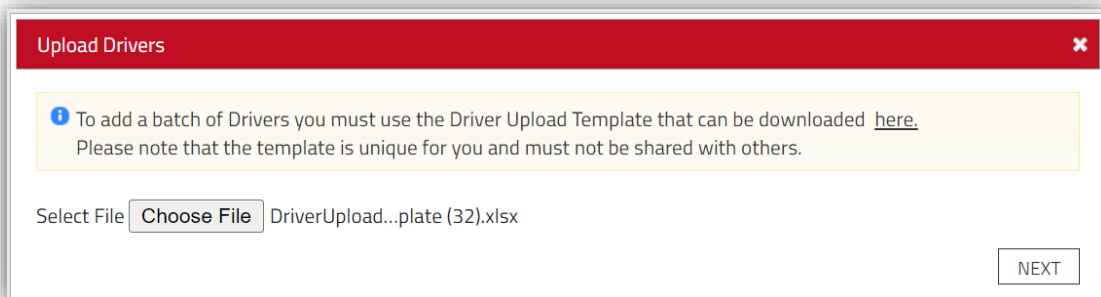 Upload Drivers
To add a batch of Drivers you must use the Driver Upload Template that can be downloaded here.
Please note that the template is unique for you and must not be shared with others.
Select File Choose File DriverUpload...plate (32).xlsx
NEXT